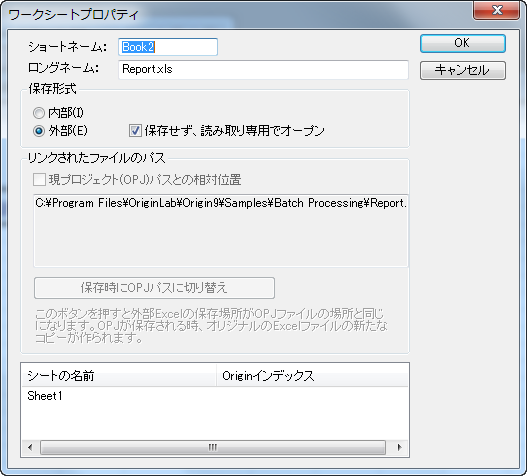 ワークシートプロパティ
ショートネーム: Book2
OK
ロングネーム: Report.xls
キャンセル
保存形式
内部(I)
外部(E) 保存せず、読み取り専用でオープン
リンクされたファイルのパス
現プロジェクト(OPJ)パスとの相対位置
C:¥Program Files¥OriginLab¥Origin9¥Samples¥Batch Processing¥Report.
保存時にOPJパスに切り替え
このボタンを押すと外部Excelの保存場所がOPJファイルの場所と同じ
になります。OPJが保存される時、オリジナルのExcelファイルの新たな
コピーが作られます。
シートの名前 Originインデックス
Sheet1